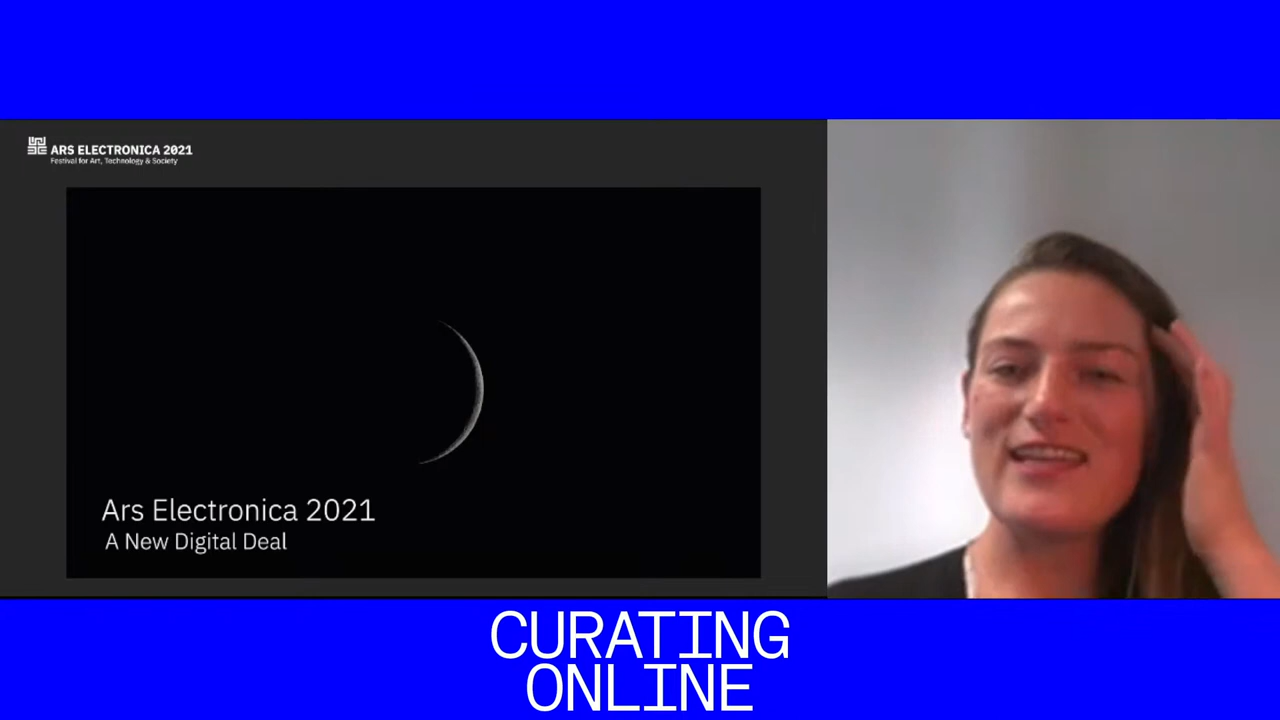 ARS ELECTRONICA 2021
Festival for Art, Technology & Society
Ars Electronica 2021
A New Digital Deal
CURATING
ONLINE